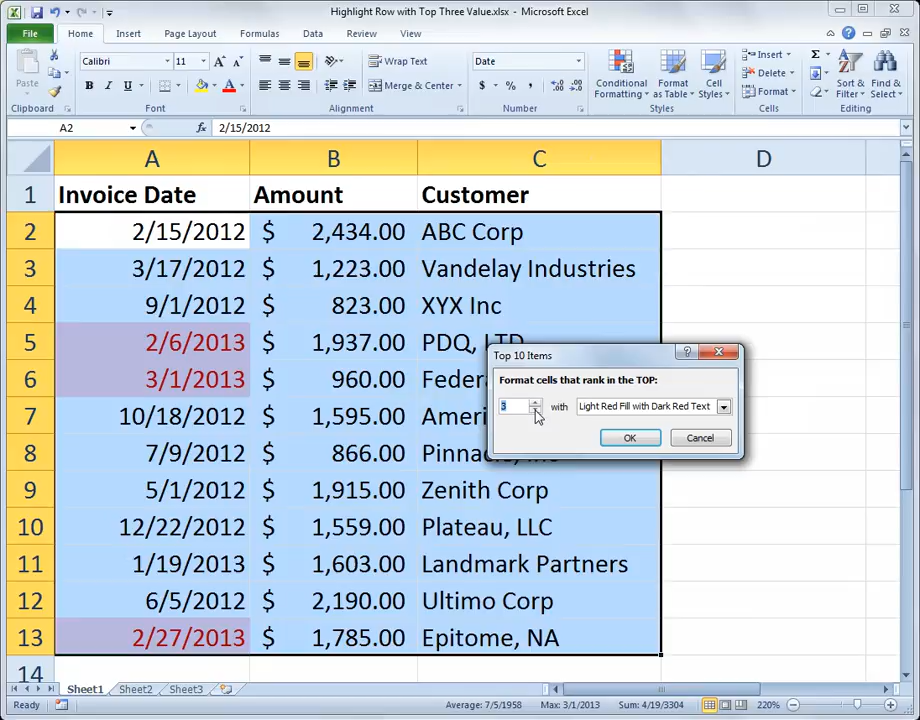 Highlight Row with Top Three Value.xlsx - Microsoft Excel
File Home Insert Page Layout Formulas Data Review View
Paste
Calibri 11
B I U
Wrap Text
Merge & Center
Date
$ % ,
Conditional Formatting
Format as Table
Cell Styles
Insert
Delete
Format
Sort & Filter
Find & Select
Clipboard Font Alignment Number Styles Cells Editing
A2 fx 2/15/2012
A B C D
1 Invoice Date Amount Customer
2 2/15/2012 $ 2,434.00 ABC Corp
3 3/17/2012 $ 1,223.00 Vandelay Industries
4 9/1/2012 $ 823.00 XYX Inc
5 2/6/2013 $ 1,937.00 PDQ, LTD
6 3/1/2013 $ 960.00 Federa
7 10/18/2012 $ 1,595.00 Ameri
8 7/9/2012 $ 866.00 Pinnacle, Inc
9 5/1/2012 $ 1,915.00 Zenith Corp
10 12/22/2012 $ 1,559.00 Plateau, LLC
11 1/19/2013 $ 1,603.00 Landmark Partners
12 6/5/2012 $ 2,190.00 Ultimo Corp
13 2/27/2013 $ 1,785.00 Epitome, NA
14
Top 10 Items
Format cells that rank in the TOP:
3 with Light Red Fill with Dark Red Text
OK Cancel
Sheet1 Sheet2 Sheet3
Ready Average: 7/5/1958 Max: 3/1/2013 Sum: 4/19/3304 220%